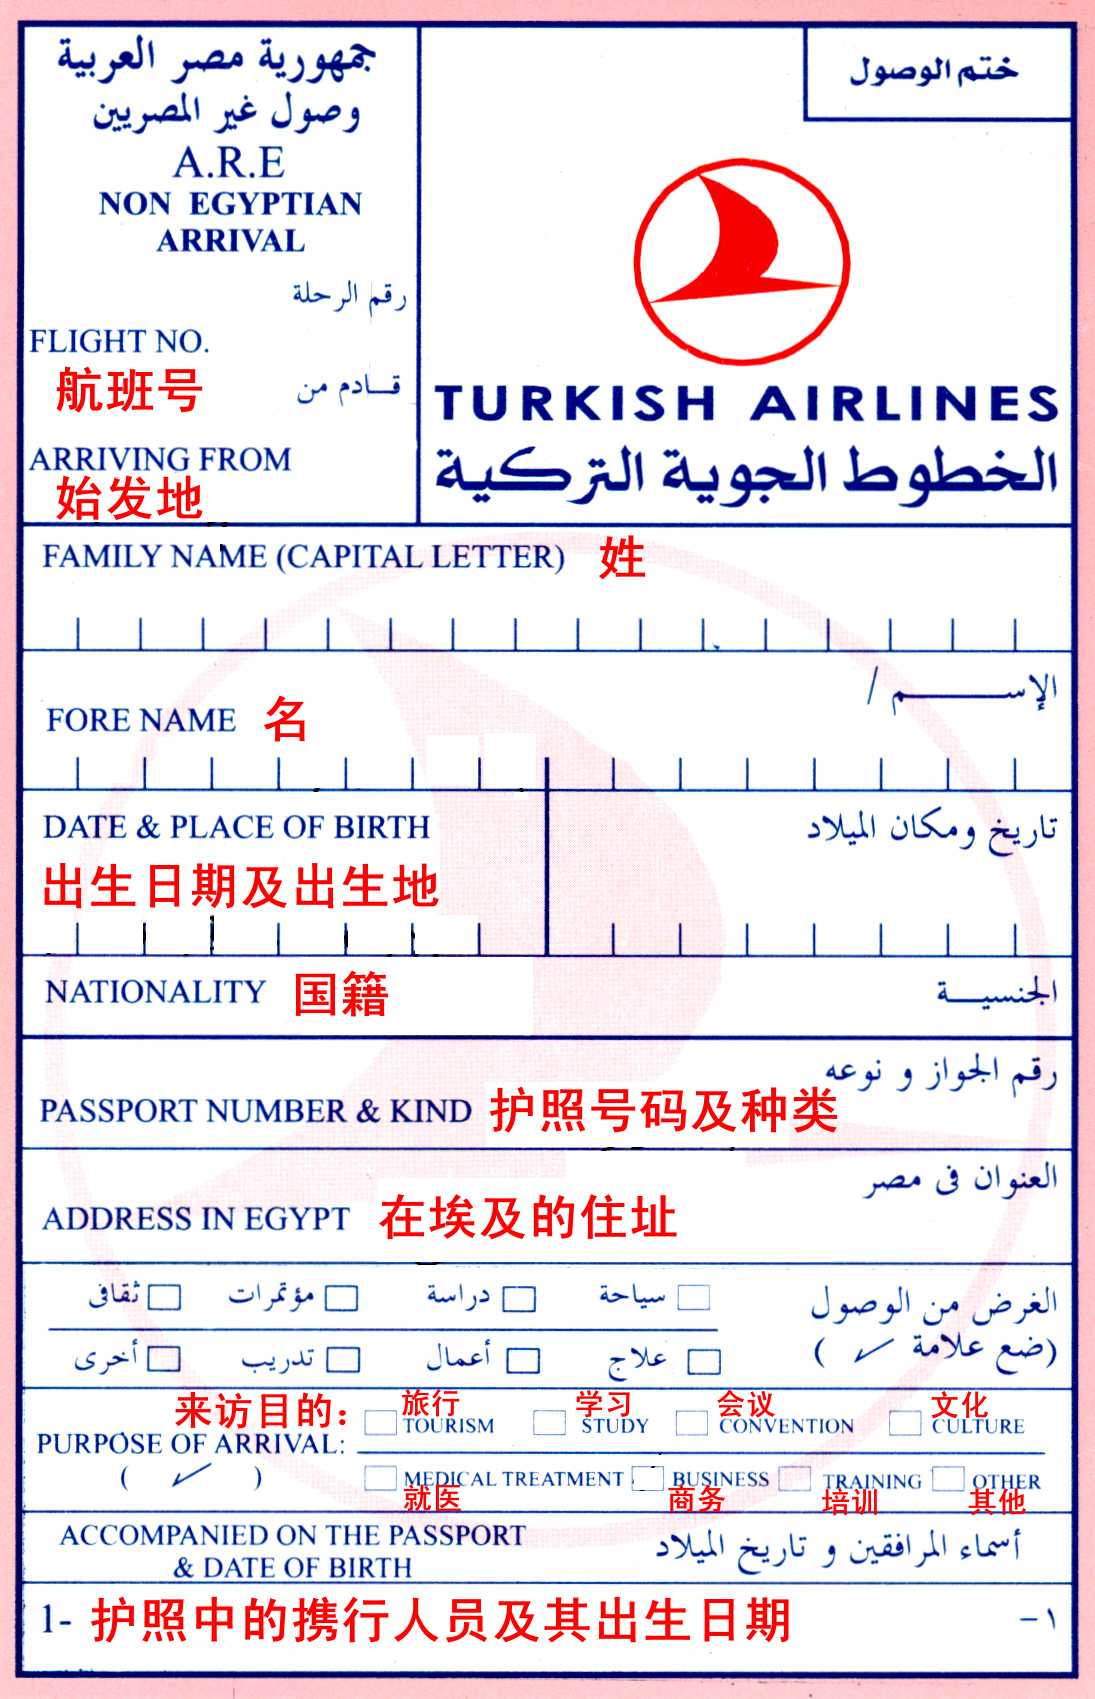 جمهورية مصر العربية
وصول غير المصريين
A.R.E
NON EGYPTIAN
ARRIVAL
رقم الرحلة
FLIGHT NO.
航班号
قادم من
ARRIVING FROM
始发地
ختم الوصول
TURKISH AIRLINES
الخطوط الجوية التركية
FAMILY NAME (CAPITAL LETTER) 姓
الإســـــم /
FORE NAME 名
DATE & PLACE OF BIRTH تاريخ ومكان الميلاد
出生日期及出生地
NATIONALITY 国籍 الجنسيـــة
رقم الجواز و نوعه
PASSPORT NUMBER & KIND 护照号码及种类
العنوان فى مصر
ADDRESS IN EGYPT 在埃及的住址
الغرض من الوصول سياحة دراسة مؤتمرات ثقافى
(ضع علامة ✓ ) علاج أعمال تدريب أخرى
来访目的: 旅行 学习 会议 文化
TOURISM STUDY CONVENTION CULTURE
PURPOSE OF ARRIVAL:
( ✓ ) MEDICAL TREATMENT BUSINESS TRAINING OTHER
就医 商务 培训 其他
ACCOMPANIED ON THE PASSPORT
& DATE OF BIRTH
أسماء المرافقين و تاريخ الميلاد
1- 护照中的携行人员及其出生日期 ١-